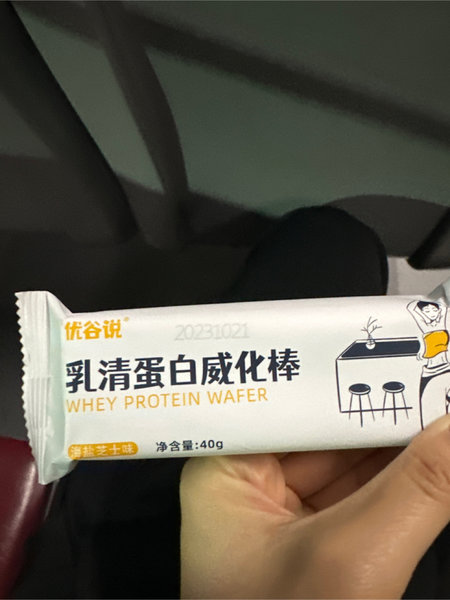 优谷说®
20231021
乳清蛋白威化棒
WHEY PROTEIN WAFER
海盐芝士味
净含量:40g